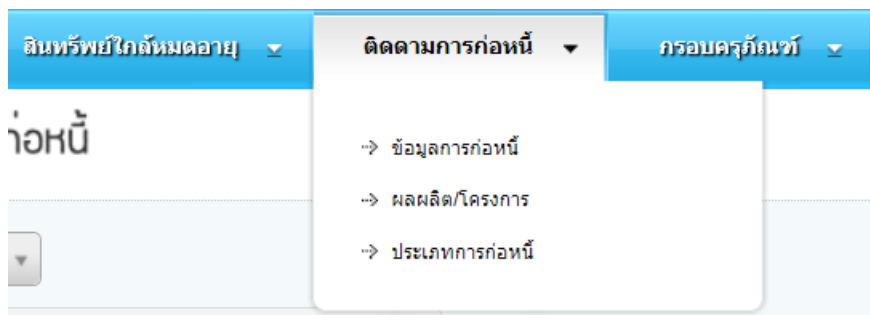 สินทรัพย์ใกล้หมดอายุ ติดตามการก่อหนี้ กรอบครุภัณฑ์
ก่อหนี้
ข้อมูลการก่อหนี้
ผลผลิต/โครงการ
ประเภทการก่อหนี้